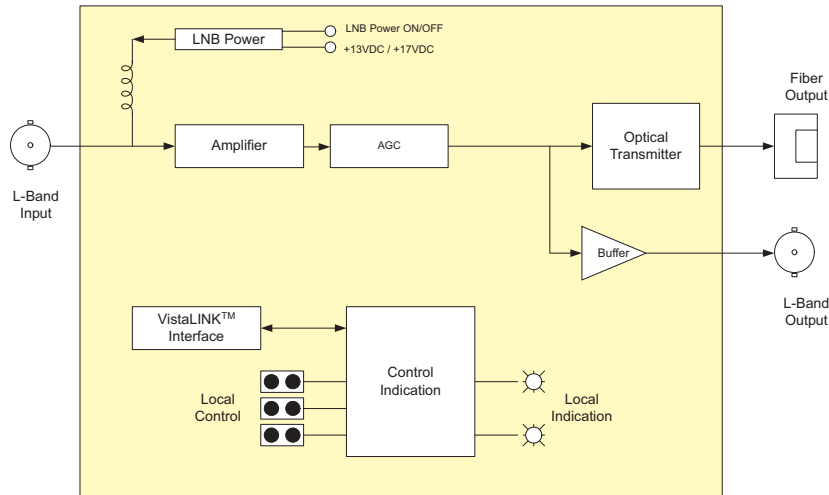 LNB Power
LNB Power ON/OFF
+13VDC / +17VDC
Fiber
Output
L-Band
Input
Amplifier
AGC
Optical
Transmitter
Buffer
L-Band
Output
VistaLINK™
Interface
Control
Indication
Local
Control
Local
Indication